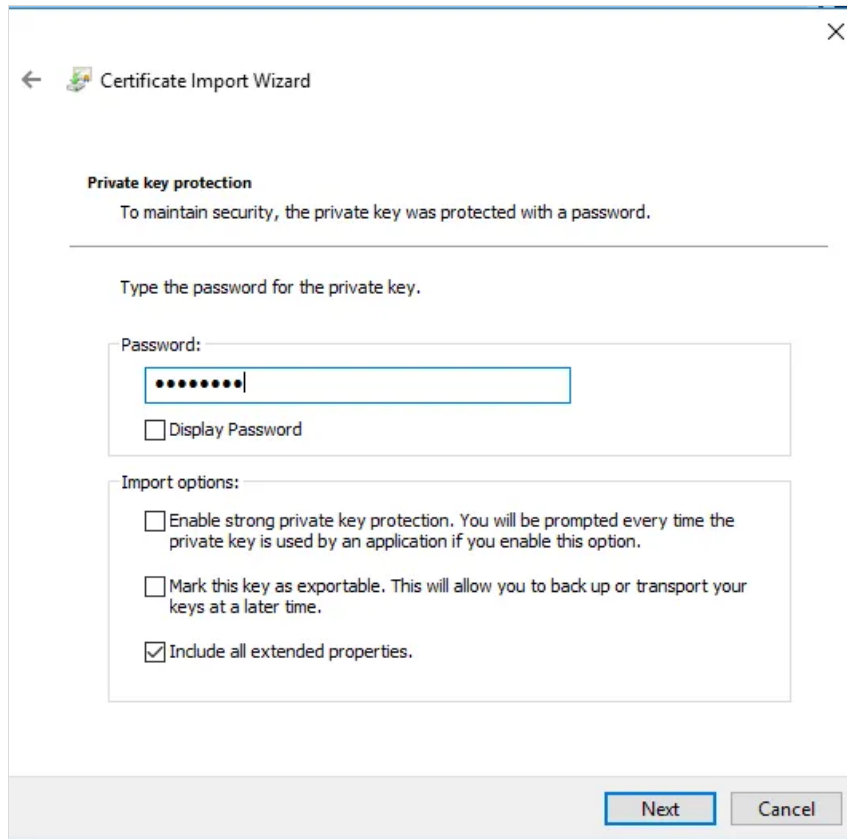 Certificate Import Wizard
Private key protection
To maintain security, the private key was protected with a password.
Type the password for the private key.
Password:
••••••••
Display Password
Import options:
Enable strong private key protection. You will be prompted every time the
private key is used by an application if you enable this option.
Mark this key as exportable. This will allow you to back up or transport your
keys at a later time.
Include all extended properties.
Next
Cancel